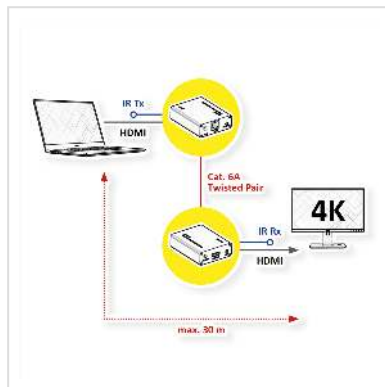 IR Tx
HDMI
Cat. 6A
Twisted Pair
4K
IR Rx
HDMI
max. 30 m